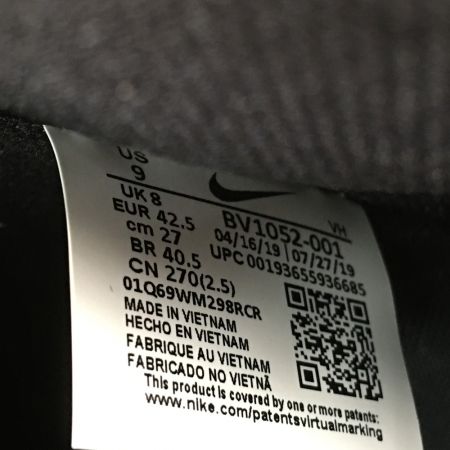 US
9
UK 8
EUR 42.5
cm 27
BR 40.5
CN 270(2.5)
BV1052-001
VH
04/16/19 | 07/27/19
UPC 00193655936685
01Q69WM298RCR
MADE IN VIETNAM
HECHO EN VIETNAM
FABRIQUE AU VIETNAM
FABRICADO NO VIETNÃ
This product is covered by one or more patents:
www.nike.com/patentsvirtualmarking